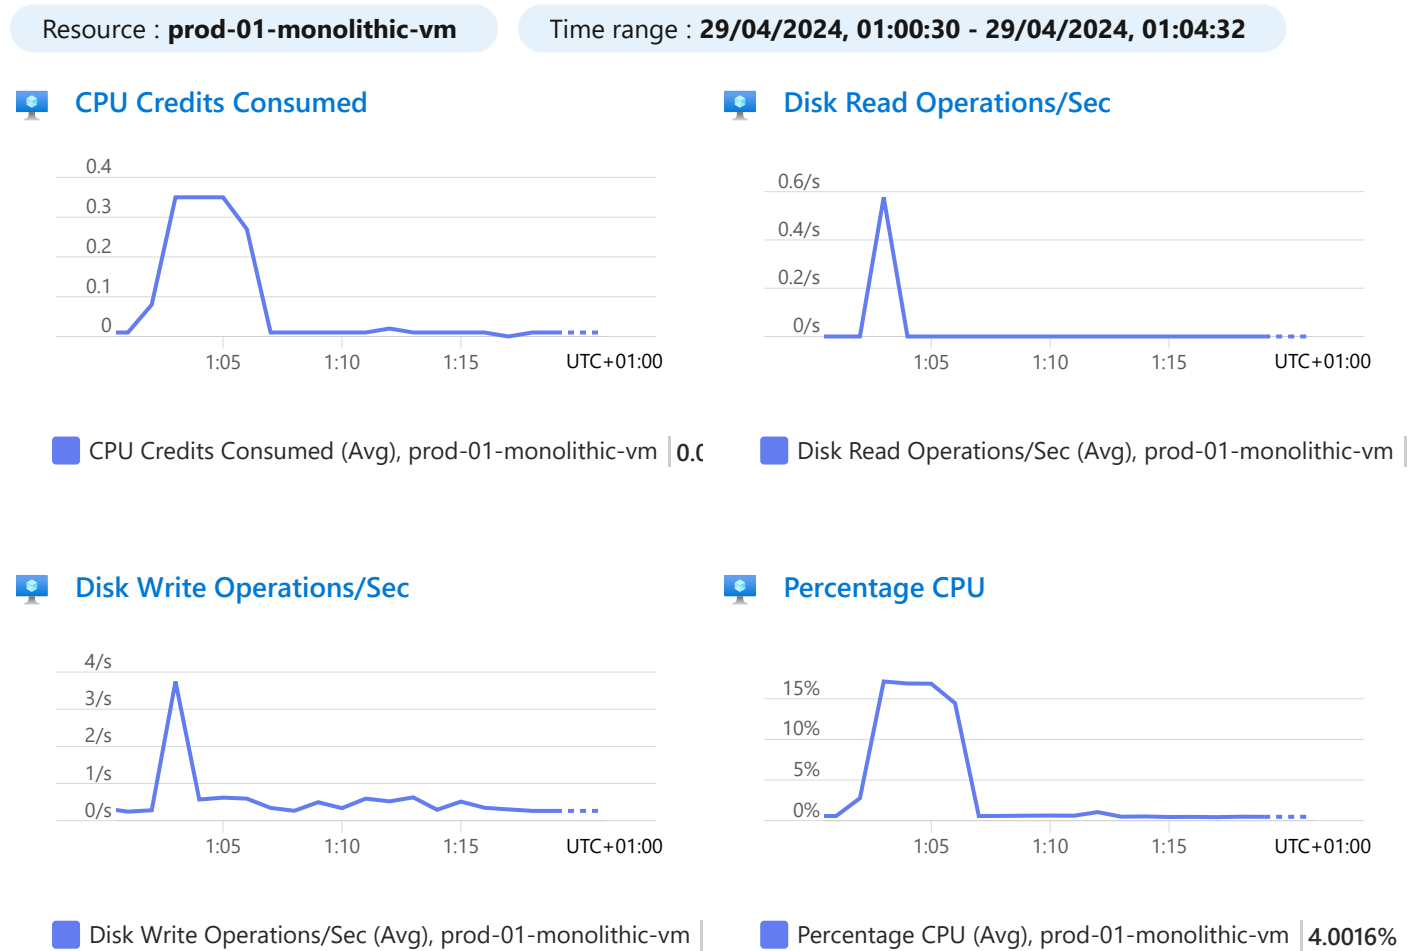 Resource : prod-01-monolithic-vm
Time range : 29/04/2024, 01:00:30 - 29/04/2024, 01:04:32
CPU Credits Consumed
0.4
0.3
0.2
0.1
0
1:05 1:10 1:15 UTC+01:00
CPU Credits Consumed (Avg), prod-01-monolithic-vm
Disk Read Operations/Sec
0.6/s
0.4/s
0.2/s
0/s
1:05 1:10 1:15 UTC+01:00
Disk Read Operations/Sec (Avg), prod-01-monolithic-vm
Disk Write Operations/Sec
4/s
3/s
2/s
1/s
0/s
1:05 1:10 1:15 UTC+01:00
Disk Write Operations/Sec (Avg), prod-01-monolithic-vm
Percentage CPU
15%
10%
5%
0%
1:05 1:10 1:15 UTC+01:00
Percentage CPU (Avg), prod-01-monolithic-vm 4.0016%